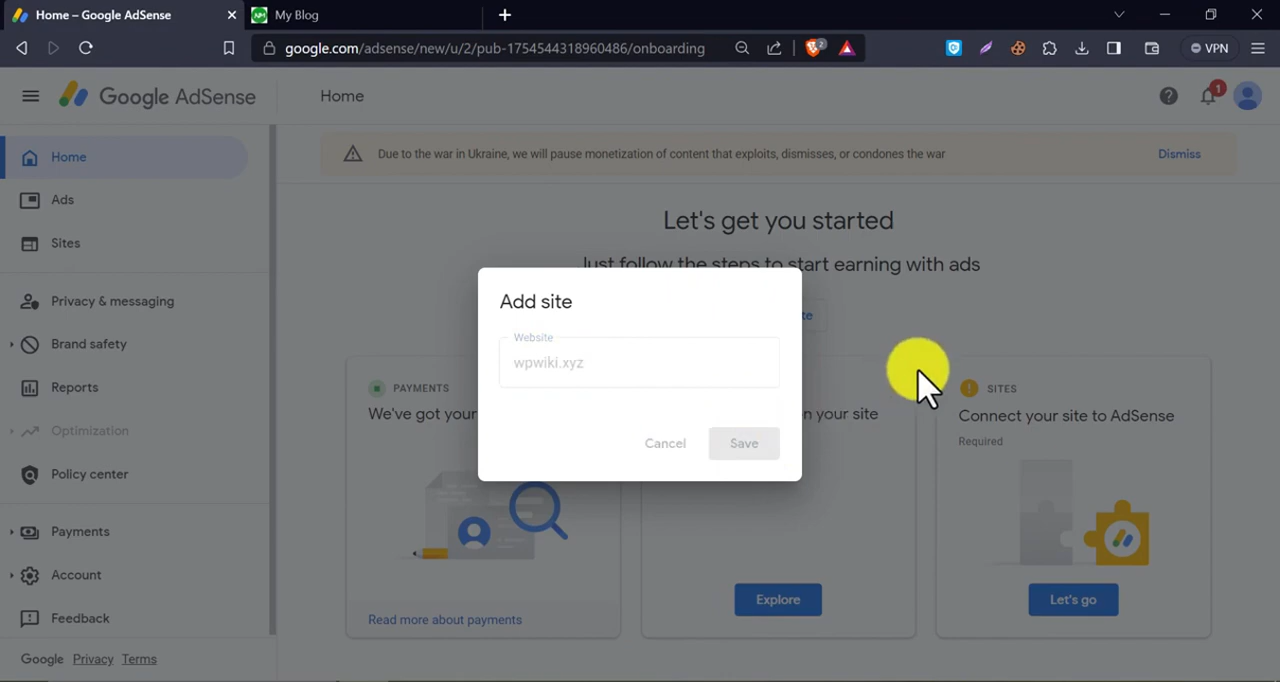 Home – Google AdSense
My Blog
google.com/adsense/new/u/2/pub-1754544318960486/onboarding
2
VPN
Google AdSense
Home
1
Home
Ads
Sites
Privacy & messaging
Brand safety
Reports
Optimization
Policy center
Payments
Account
Feedback
Google Privacy Terms
Due to the war in Ukraine, we will pause monetization of content that exploits, dismisses, or condones the war
Dismiss
Let's get you started
Just follow the steps to start earning with ads
Add site
Website
wpwiki.xyz
Cancel
Save
te
PAYMENTS
We've got your
Read more about payments
on your site
Explore
SITES
Connect your site to AdSense
Required
Let's go